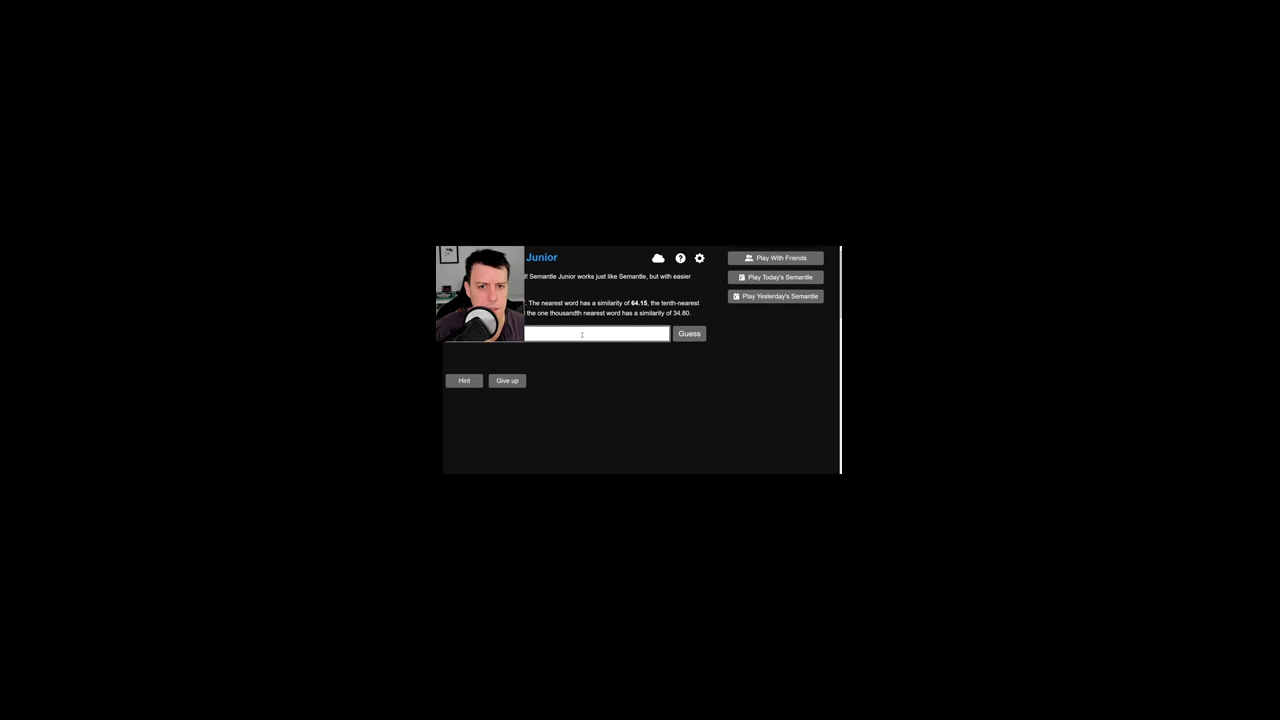 Junior
Play With Friends
! Semantle Junior works just like Semantle, but with easier
Play Today's Semantle
Play Yesterday's Semantle
. The nearest word has a similarity of 64.15, the tenth-nearest
the one thousandth nearest word has a similarity of 34.80.
Guess
Hint
Give up